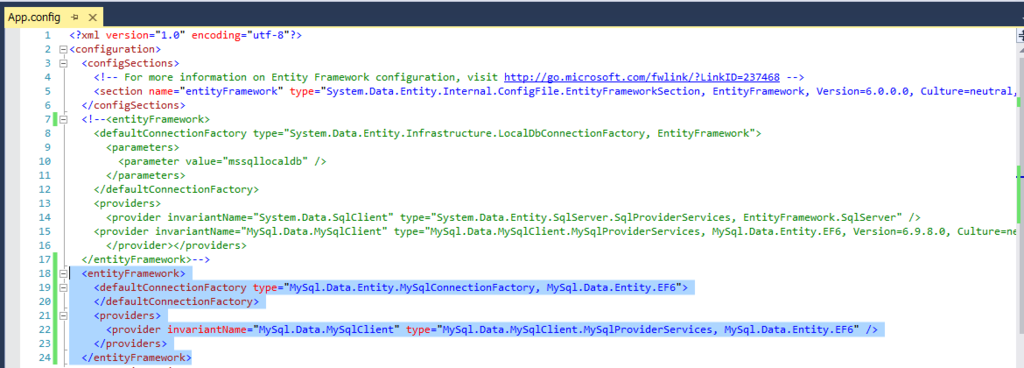 App.config
1 <?xml version="1.0" encoding="utf-8"?>
2 <configuration>
3 <configSections>
4 <!-- For more information on Entity Framework configuration, visit http://go.microsoft.com/fwlink/?LinkID=237468 -->
5 <section name="entityFramework" type="System.Data.Entity.Internal.ConfigFile.EntityFrameworkSection, EntityFramework, Version=6.0.0.0, Culture=neutral,
6 </configSections>
7 <!--<entityFramework>
8 <defaultConnectionFactory type="System.Data.Entity.Infrastructure.LocalDbConnectionFactory, EntityFramework">
9 <parameters>
10 <parameter value="mssqllocaldb" />
11 </parameters>
12 </defaultConnectionFactory>
13 <providers>
14 <provider invariantName="System.Data.SqlClient" type="System.Data.Entity.SqlServer.SqlProviderServices, EntityFramework.SqlServer" />
15 <provider invariantName="MySql.Data.MySqlClient" type="MySql.Data.MySqlClient.MySqlProviderServices, MySql.Data.Entity.EF6, Version=6.9.8.0, Culture=ne
16 </provider></providers>
17 </entityFramework>-->
18 <entityFramework>
19 <defaultConnectionFactory type="MySql.Data.Entity.MySqlConnectionFactory, MySql.Data.Entity.EF6">
20 </defaultConnectionFactory>
21 <providers>
22 <provider invariantName="MySql.Data.MySqlClient" type="MySql.Data.MySqlClient.MySqlProviderServices, MySql.Data.Entity.EF6" />
23 </providers>
24 </entityFramework>